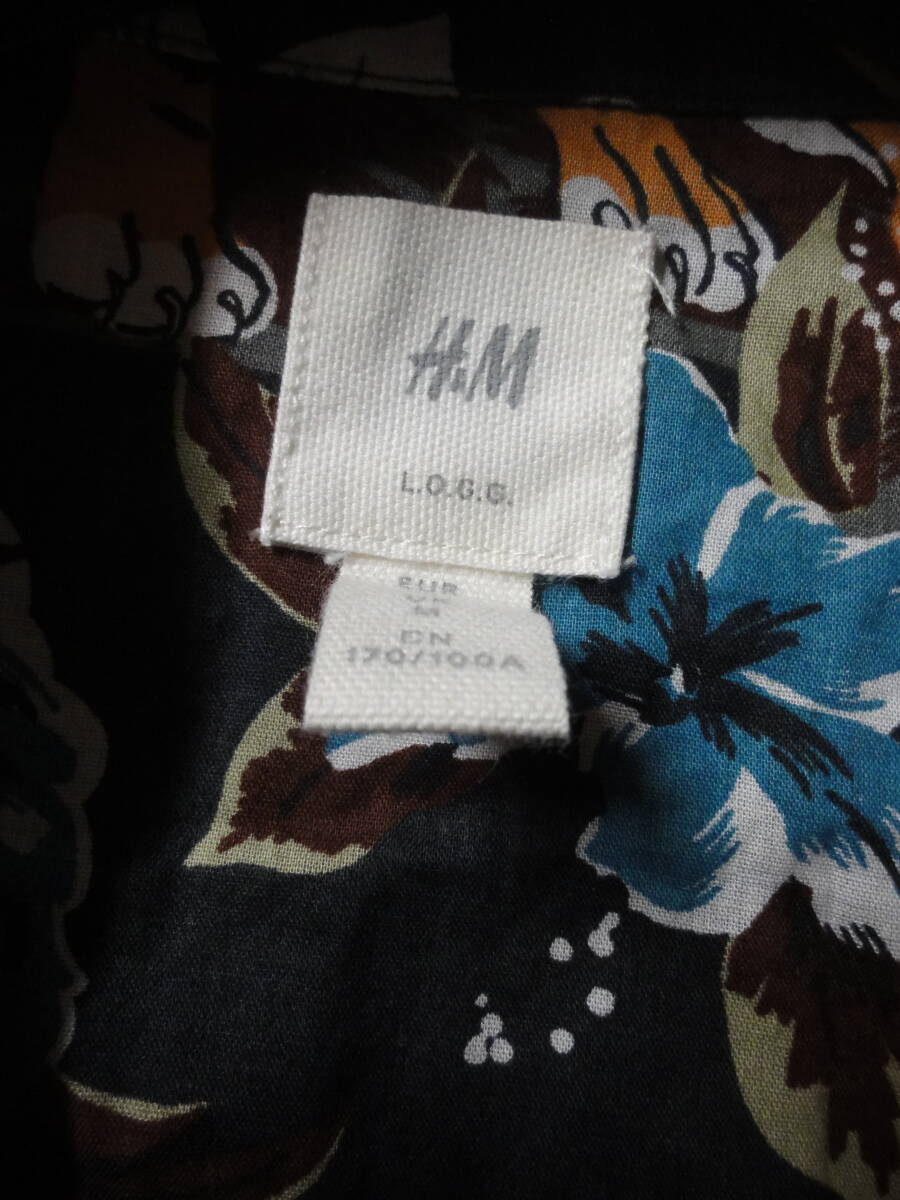 H&M
L.O.G.G.
EUR
M
CN
170/100A